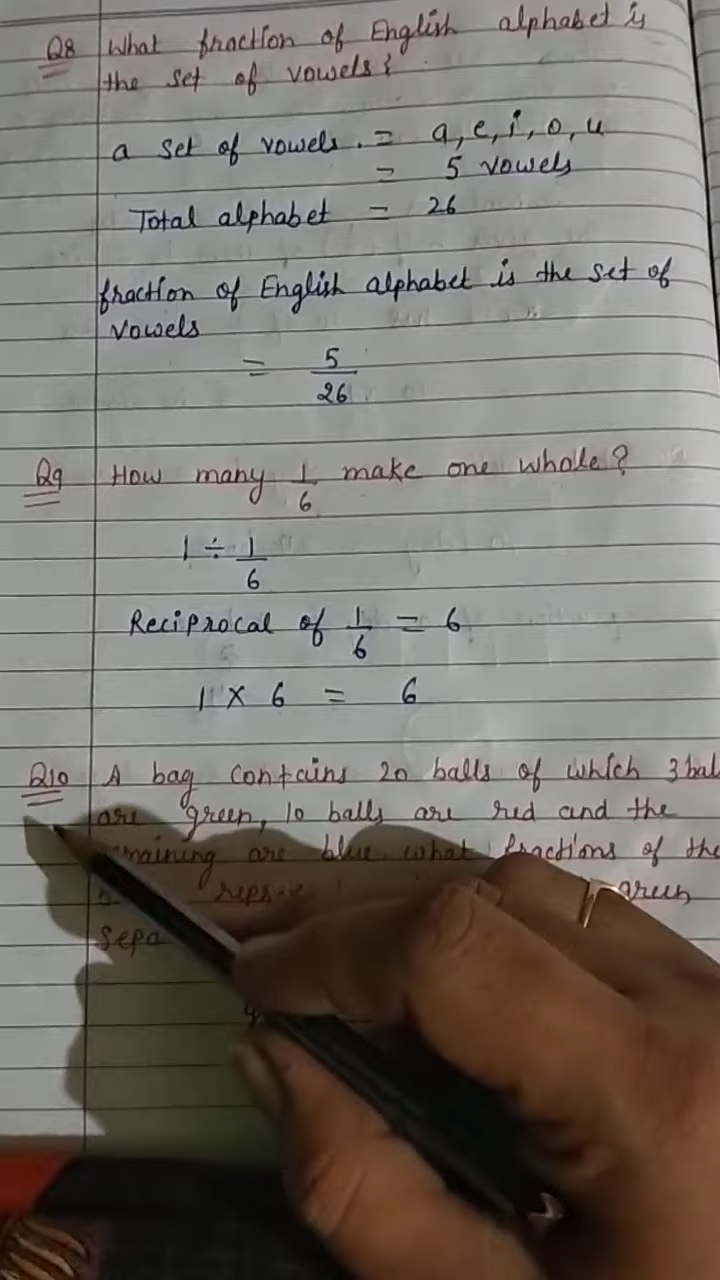 Q8 What fraction of English alphabet is
the set of vowels?
a set of vowels . = a, e, i, o, u
= 5 vowels
Total alphabet = 26
fraction of English alphabet is the set of
vowels
= 5/26
Q9 How many 1/6 make one whole?
1 ÷ 1/6
Reciprocal of 1/6 = 6
1 × 6 = 6
Q10 A bag contains 20 balls of which 3 bal
are green, 10 balls are red and the
remaining are blue what fractions of the
green
Sepa